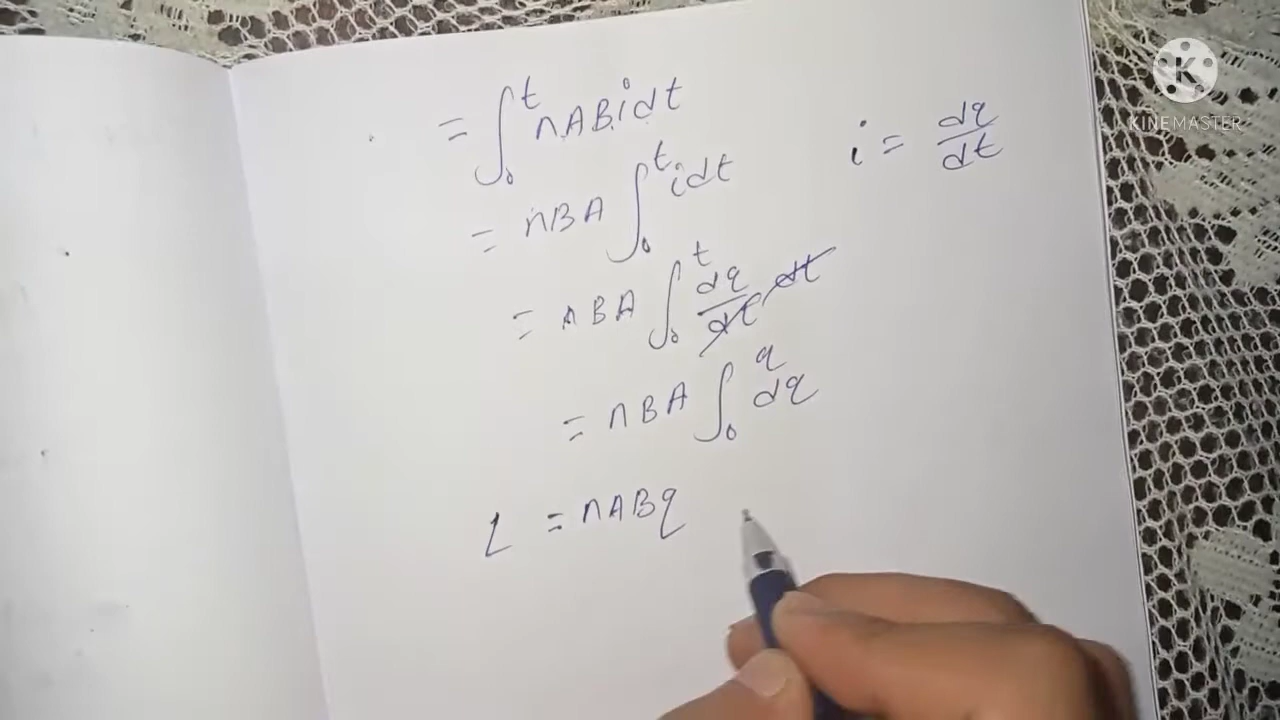 = ∫₀ᵗ nABidt
i = dq/dt
= nBA ∫₀ᵗ idt
= nBA ∫₀ᵗ dq/dt dt
= nBA ∫₀^q dq
L = nABq
K
KINEMASTER